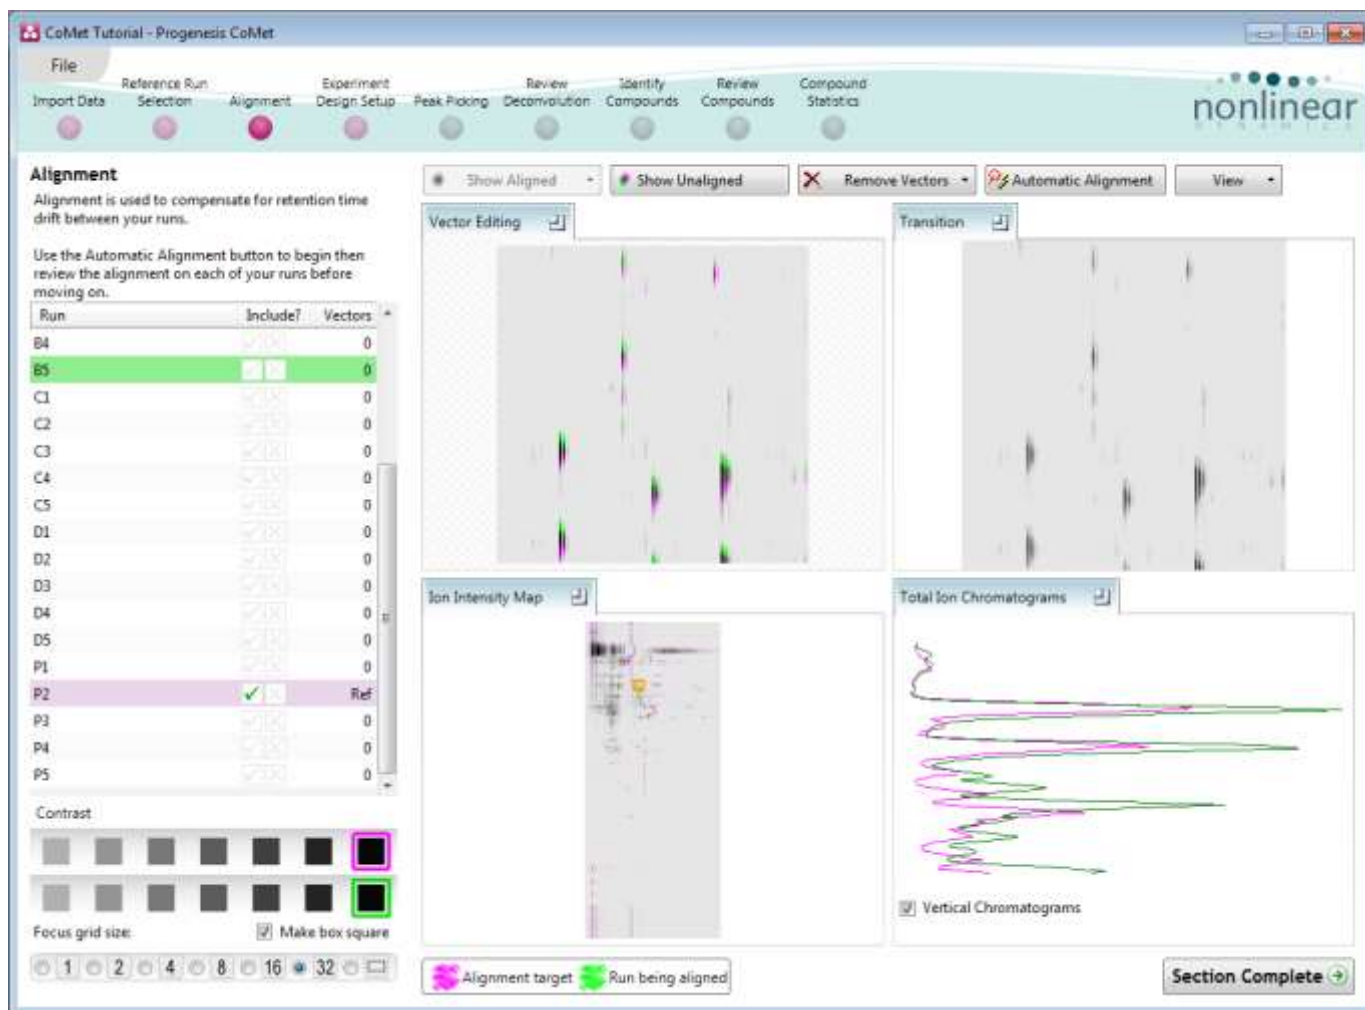 CoMet Tutorial - Progenesis CoMet
File
Import Data
Reference Run Selection
Alignment
Experiment Design Setup
Peak Picking
Review Deconvolution
Identify Compounds
Review Compounds
Compound Statistics
nonlinear
DYNAMICS
Alignment
Alignment is used to compensate for retention time
drift between your runs.
Use the Automatic Alignment button to begin then
review the alignment on each of your runs before
moving on.
Run Include? Vectors
B4 0
B5 0
C1 0
C2 0
C3 0
C4 0
C5 0
D1 0
D2 0
D3 0
D4 0
D5 0
P1 0
P2 Ref
P3 0
P4 0
P5 0
Contrast
Focus grid size: Make box square
1 2 4 8 16 32
Show Aligned Show Unaligned Remove Vectors Automatic Alignment View
Vector Editing
Transition
Ion Intensity Map
Total Ion Chromatograms
Vertical Chromatograms
Alignment target Run being aligned
Section Complete